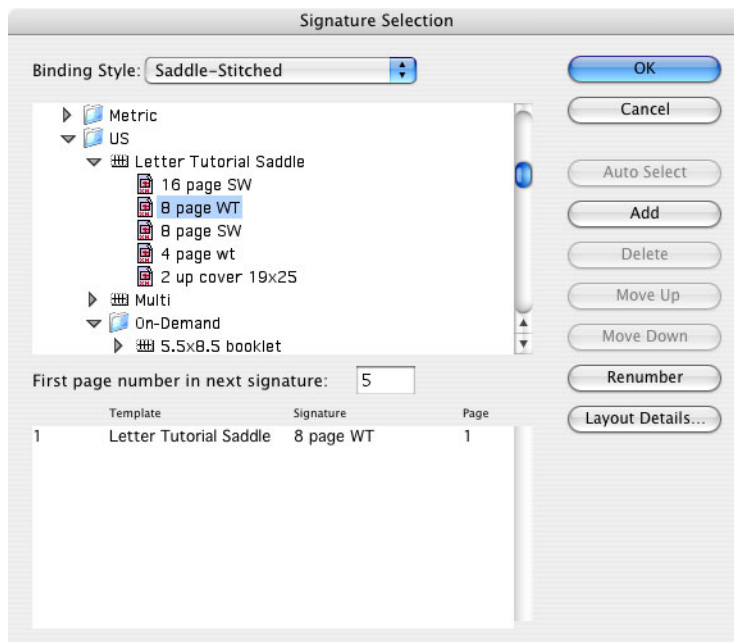 Signature Selection
Binding Style: Saddle-Stitched
OK
Metric
Cancel
US
Letter Tutorial Saddle
16 page SW
Auto Select
8 page WT
Add
8 page SW
4 page wt
Delete
2 up cover 19x25
Multi
Move Up
On-Demand
5.5x8.5 booklet
Move Down
First page number in next signature: 5
Renumber
Template Signature Page
Layout Details...
1 Letter Tutorial Saddle 8 page WT 1